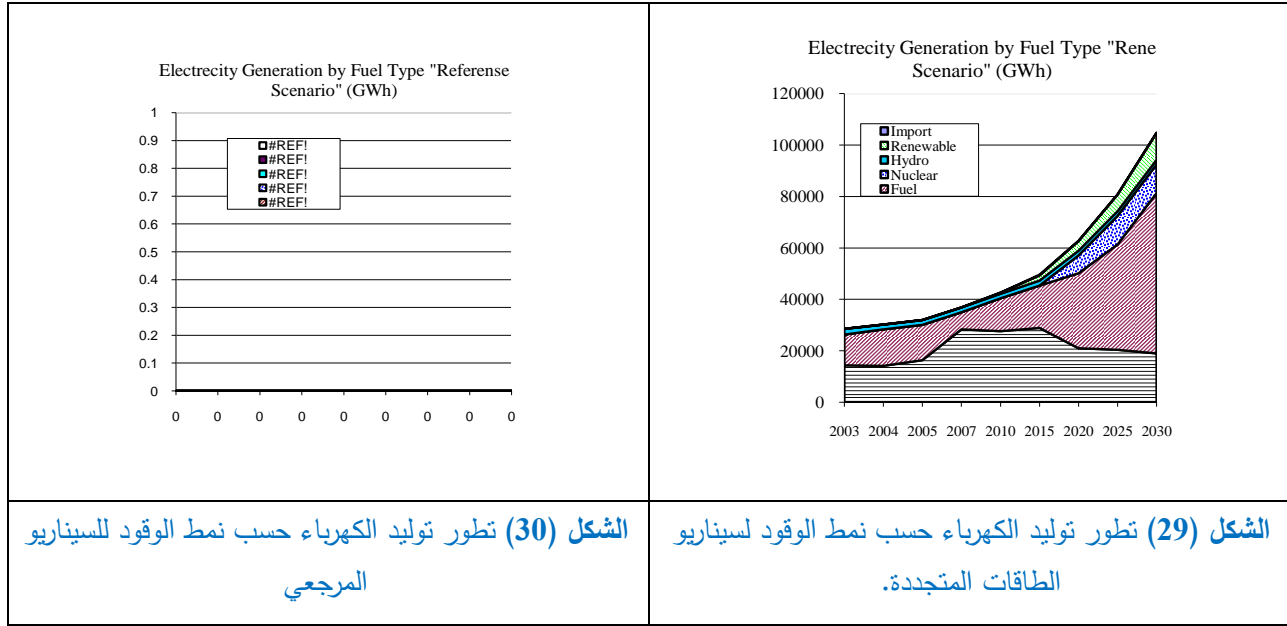 Electrecity Generation by Fuel Type "Rene
Scenario" (GWh)
120000
100000
80000
60000
40000
20000
0
Import
Renewable
Hydro
Nuclear
Fuel
2003 2004 2005 2007 2010 2015 2020 2025 2030
الشكل (29) تطور توليد الكهرباء حسب نمط الوقود لسيناريو
الطاقات المتجددة.
Electrecity Generation by Fuel Type "Referense
Scenario" (GWh)
1
0.9
0.8
0.7
0.6
0.5
0.4
0.3
0.2
0.1
0
#REF!
#REF!
#REF!
#REF!
#REF!
0 0 0 0 0 0 0 0 0
الشكل (30) تطور توليد الكهرباء حسب نمط الوقود للسيناريو
المرجعي